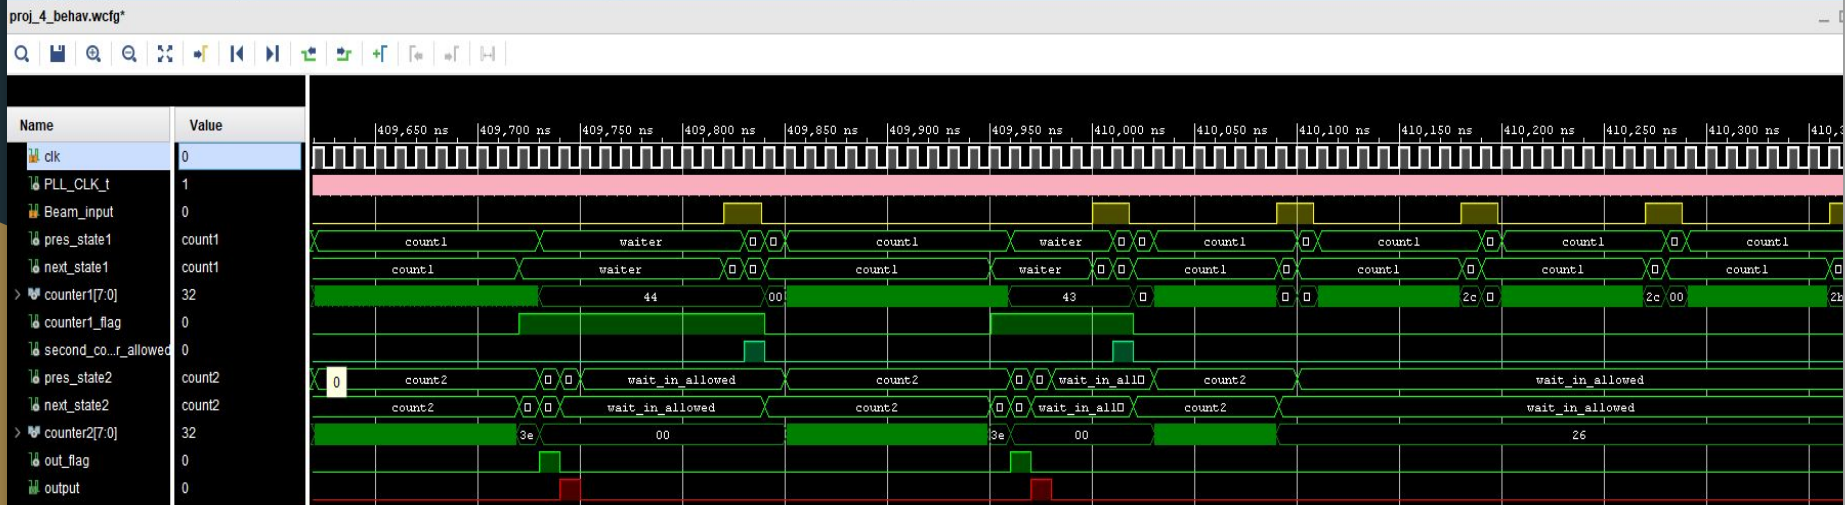 proj_4_behav.wcfg*
Name Value
409,650 ns 409,700 ns 409,750 ns 409,800 ns 409,850 ns 409,900 ns 409,950 ns 410,000 ns 410,050 ns 410,100 ns 410,150 ns 410,200 ns 410,250 ns 410,300 ns 410,3
clk 0
PLL_CLK_t 1
Beam_input 0
pres_state1 count1 count1 waiter count1 waiter count1 count1 count1 count1
next_state1 count1 count1 waiter count1 waiter count1 count1 count1 count1
counter1[7:0] 32 44 00 43 2c 2c 00 2b
counter1_flag 0
second_co...r_allowed 0
pres_state2 count2 0 count2 wait_in_allowed count2 wait_in_all count2 wait_in_allowed
next_state2 count2 count2 wait_in_allowed count2 wait_in_all count2 wait_in_allowed
counter2[7:0] 32 3e 00 3e 00 26
out_flag 0
output 0